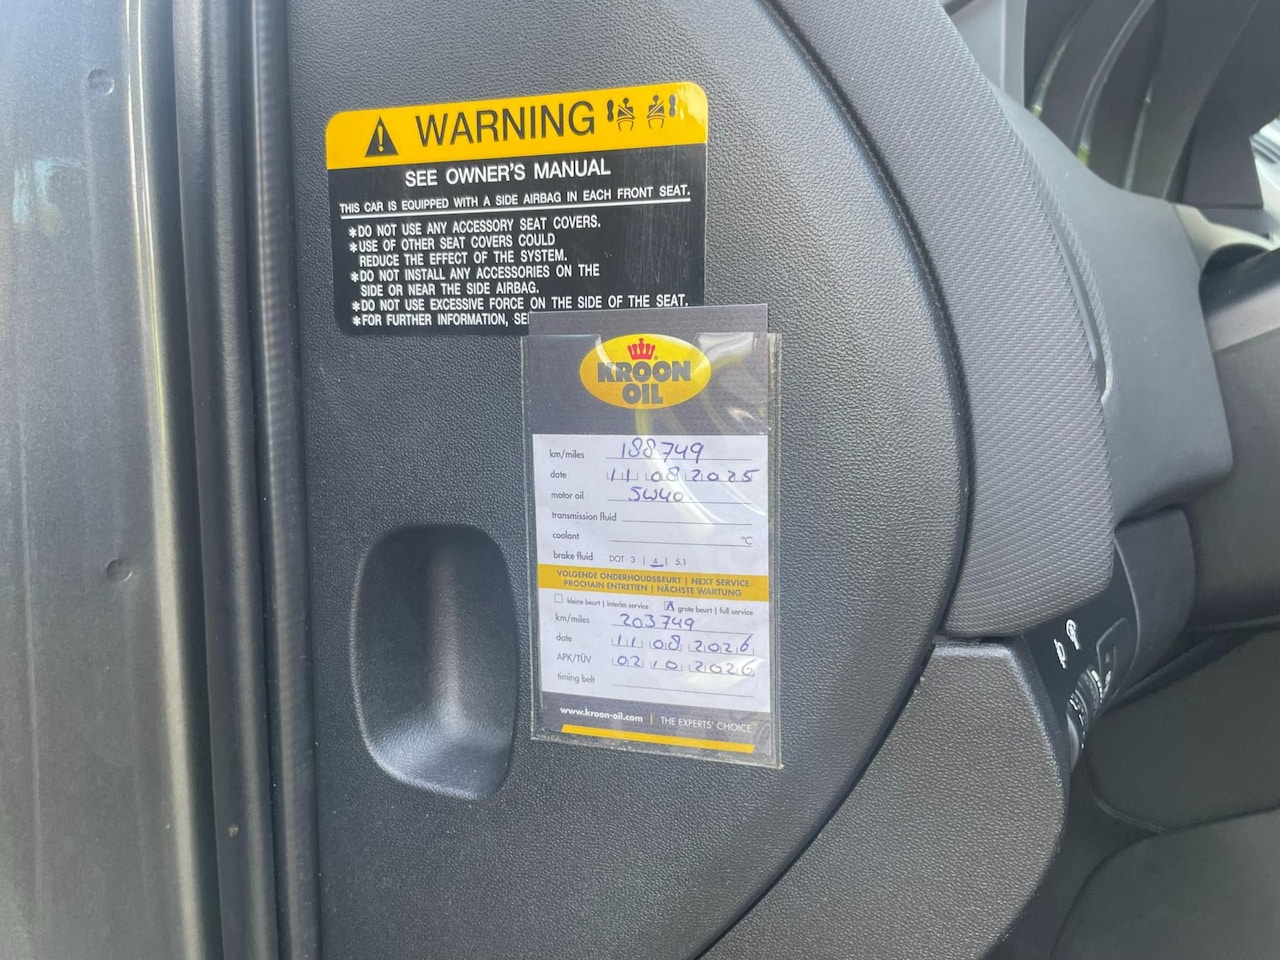 WARNING
SEE OWNER'S MANUAL
THIS CAR IS EQUIPPED WITH A SIDE AIRBAG IN EACH FRONT SEAT.
*DO NOT USE ANY ACCESSORY SEAT COVERS.
*USE OF OTHER SEAT COVERS COULD
REDUCE THE EFFECT OF THE SYSTEM.
*DO NOT INSTALL ANY ACCESSORIES ON THE
SIDE OR NEAR THE SIDE AIRBAG.
*DO NOT USE EXCESSIVE FORCE ON THE SIDE OF THE SEAT.
*FOR FURTHER INFORMATION,
KROON
OIL
km/miles 188749
date 11 08 2025
motor oil 5W40
transmission fluid
coolant °C
brake fluid DOT 3 | 4 | 5.1
VOLGENDE ONDERHOUDSBEURT | NEXT SERVICE
PROCHAIN ENTRETIEN | NÄCHSTE WARTUNG
kleine beurt | interim service grote beurt | full service
km/miles 203749
date 11 08 2026
APK/TÜV 02 10 2026
timing belt
www.kroon-oil.com | THE EXPERTS' CHOICE